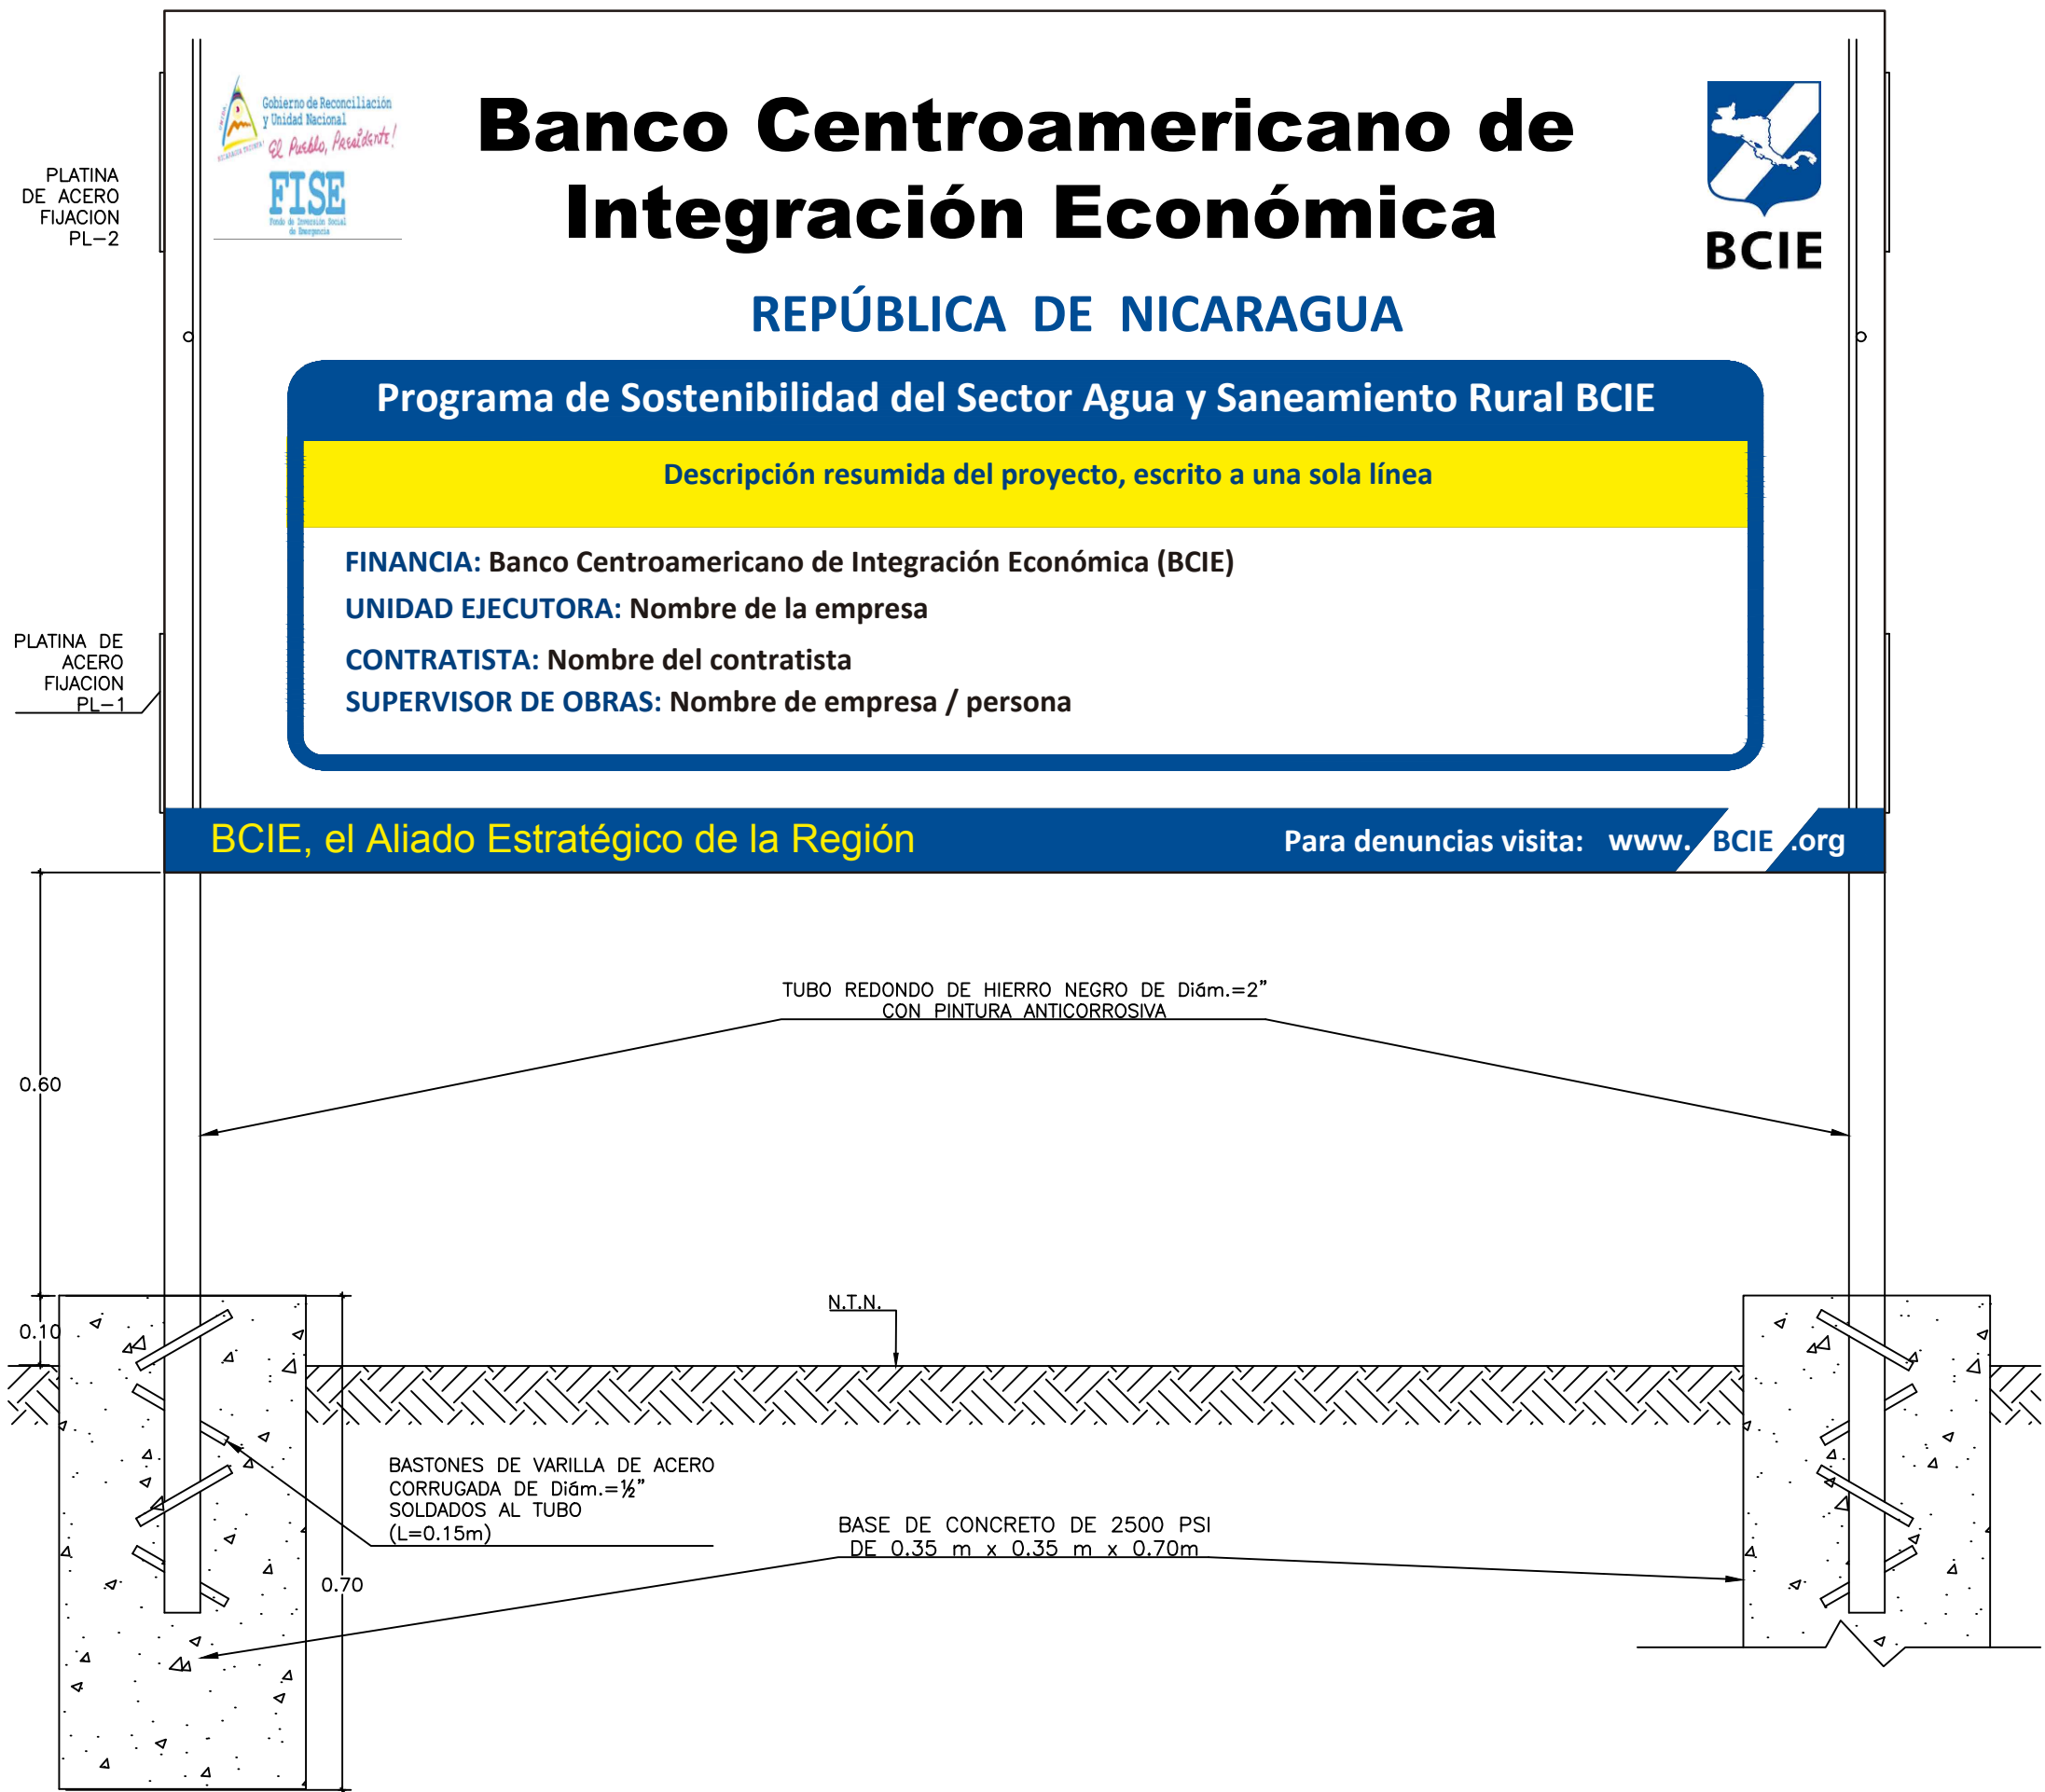 Gobierno de Reconciliación
y Unidad Nacional
El Pueblo, Presidente!
FISE
Fondo de Inversión Social
de Emergencia
Banco Centroamericano de
Integración Económica
BCIE
REPÚBLICA DE NICARAGUA
PLATINA
DE ACERO
FIJACION
PL-2
Programa de Sostenibilidad del Sector Agua y Saneamiento Rural BCIE
Descripción resumida del proyecto, escrito a una sola línea
FINANCIA: Banco Centroamericano de Integración Económica (BCIE)
UNIDAD EJECUTORA: Nombre de la empresa
CONTRATISTA: Nombre del contratista
SUPERVISOR DE OBRAS: Nombre de empresa / persona
PLATINA DE
ACERO
FIJACION
PL-1
BCIE, el Aliado Estratégico de la Región
Para denuncias visita: www. BCIE .org
TUBO REDONDO DE HIERRO NEGRO DE Diám.=2"
CON PINTURA ANTICORROSIVA
0.60
0.10
N.T.N.
BASTONES DE VARILLA DE ACERO
CORRUGADA DE Diám.=½"
SOLDADOS AL TUBO
(L=0.15m)
BASE DE CONCRETO DE 2500 PSI
DE 0.35 m x 0.35 m x 0.70m
0.70